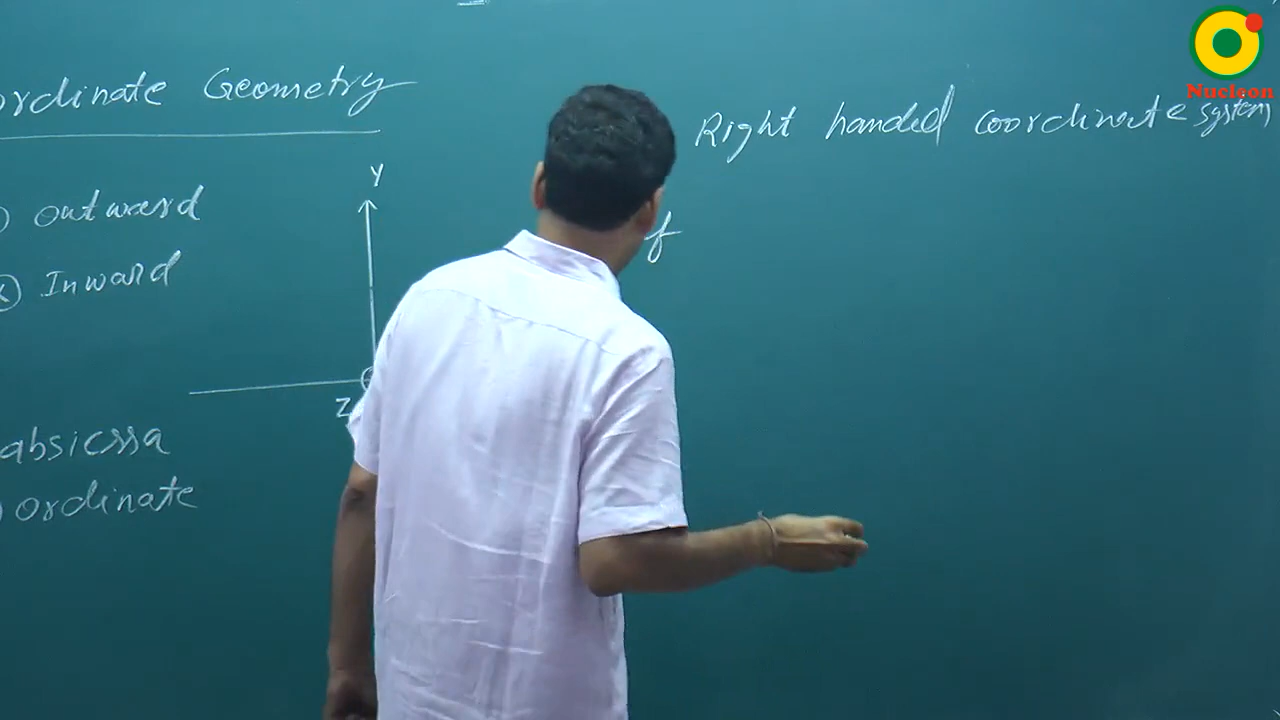 ordinate Geometry
outward
(x) Inward
absicssa
ordinate
Y
Z
Right handed coordinate system
f
Nucleon